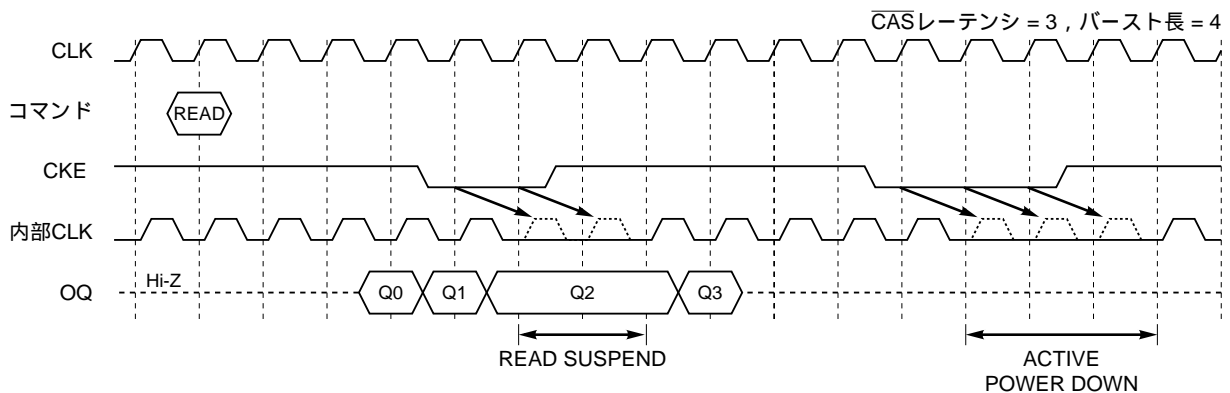 CASレーテンシ = 3 , バースト長 = 4
CLK
コマンド
READ
CKE
内部CLK
OQ
Hi-Z
Q0
Q1
Q2
Q3
READ SUSPEND
ACTIVE
POWER DOWN